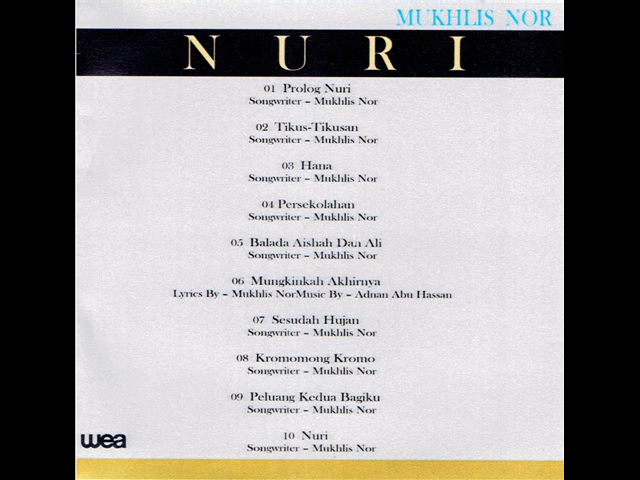 MUKHLIS NOR
NURI
01 Prolog Nuri
Songwriter – Mukhlis Nor
02 Tikus-Tikusan
Songwriter – Mukhlis Nor
03 Hana
Songwriter – Mukhlis Nor
04 Persekolahan
Songwriter – Mukhlis Nor
05 Balada Aishah Dan Ali
Songwriter – Mukhlis Nor
06 Mungkinkah Akhirnya
Lyrics By – Mukhlis NorMusic By – Adnan Abu Hassan
07 Sesudah Hujan
Songwriter – Mukhlis Nor
08 Kromomong Kromo
Songwriter – Mukhlis Nor
09 Peluang Kedua Bagiku
Songwriter – Mukhlis Nor
10 Nuri
Songwriter – Mukhlis Nor
wea